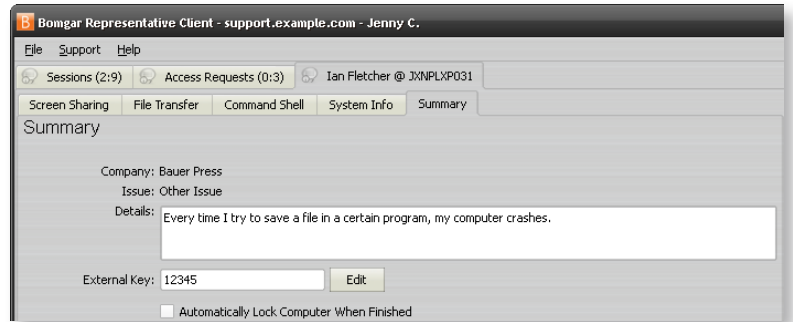 Bomgar Representative Client - support.example.com - Jenny C.
File Support Help
Sessions (2:9) Access Requests (0:3) Ian Fletcher @ JXNPLXP031
Screen Sharing File Transfer Command Shell System Info Summary
Summary
Company: Bauer Press
Issue: Other Issue
Details: Every time I try to save a file in a certain program, my computer crashes.
External Key: 12345 Edit
Automatically Lock Computer When Finished